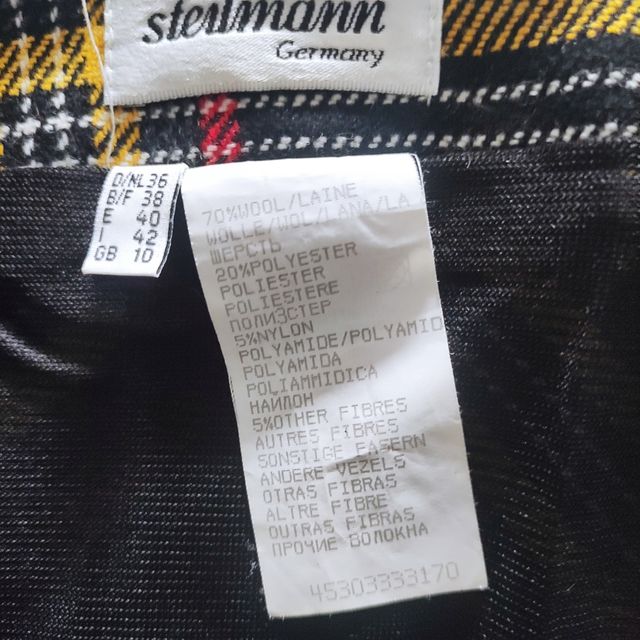 steilmann
Germany
D/NL 36
B/F 38
E 40
I 42
GB 10
70%WOOL/LAINE
WOLLE/WOL/LANA/LA
ШЕРСТЬ
20%POLYESTER
POLIESTER
POLIESTERE
ПОЛИЭСТЕР
5%NYLON
POLYAMIDE/POLYAMID
POLYAMIDA
POLIAMMIDICA
НАИЛОН
5%OTHER FIBRES
AUTRES FIBRES
SONSTIGE FASERN
ANDERE VEZELS
OTRAS FIBRAS
ALTRE FIBRE
OUTRAS FIBRAS
ПРОЧИЕ ВОЛОКНА
45303333170